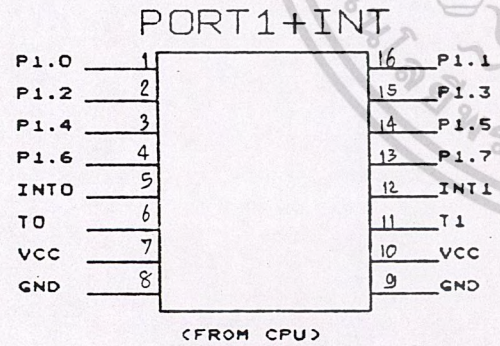 PORT1+INT
P1.0 1 16 P1.1
P1.2 2 15 P1.3
P1.4 3 14 P1.5
P1.6 4 13 P1.7
INT0 5 12 INT1
T0 6 11 T1
VCC 7 10 VCC
GND 8 9 GND
(FROM CPU)